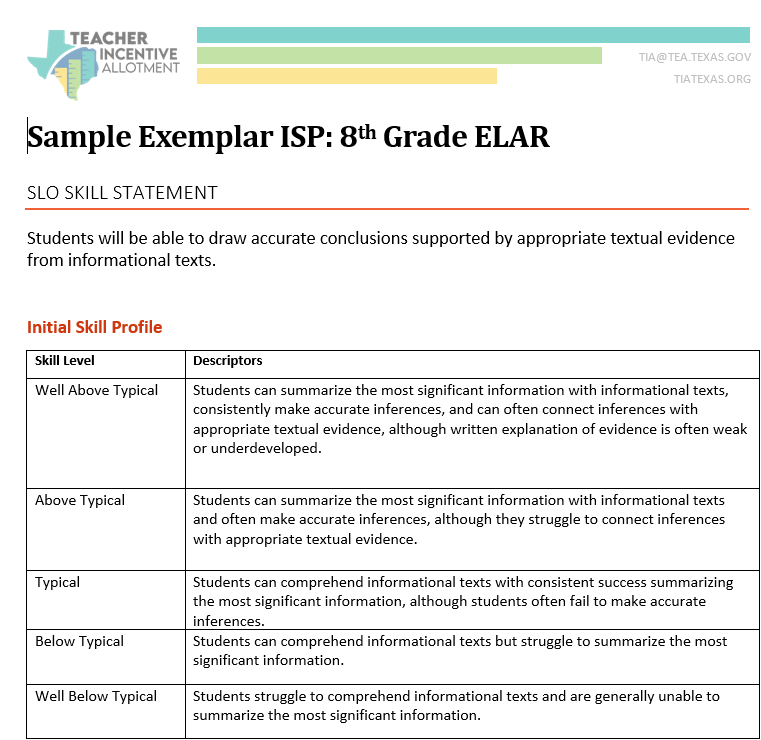 TEACHER
INCENTIVE
ALLOTMENT
TIA@TEA.TEXAS.GOV
TIATEXAS.ORG
Sample Exemplar ISP: 8th Grade ELAR
SLO SKILL STATEMENT
Students will be able to draw accurate conclusions supported by appropriate textual evidence
from informational texts.
Initial Skill Profile
Skill Level Descriptors
Well Above Typical Students can summarize the most significant information with informational texts,
consistently make accurate inferences, and can often connect inferences with
appropriate textual evidence, although written explanation of evidence is often weak
or underdeveloped.
Above Typical Students can summarize the most significant information with informational texts
and often make accurate inferences, although they struggle to connect inferences
with appropriate textual evidence.
Typical Students can comprehend informational texts with consistent success summarizing
the most significant information, although students often fail to make accurate
inferences.
Below Typical Students can comprehend informational texts but struggle to summarize the most
significant information.
Well Below Typical Students struggle to comprehend informational texts and are generally unable to
summarize the most significant information.